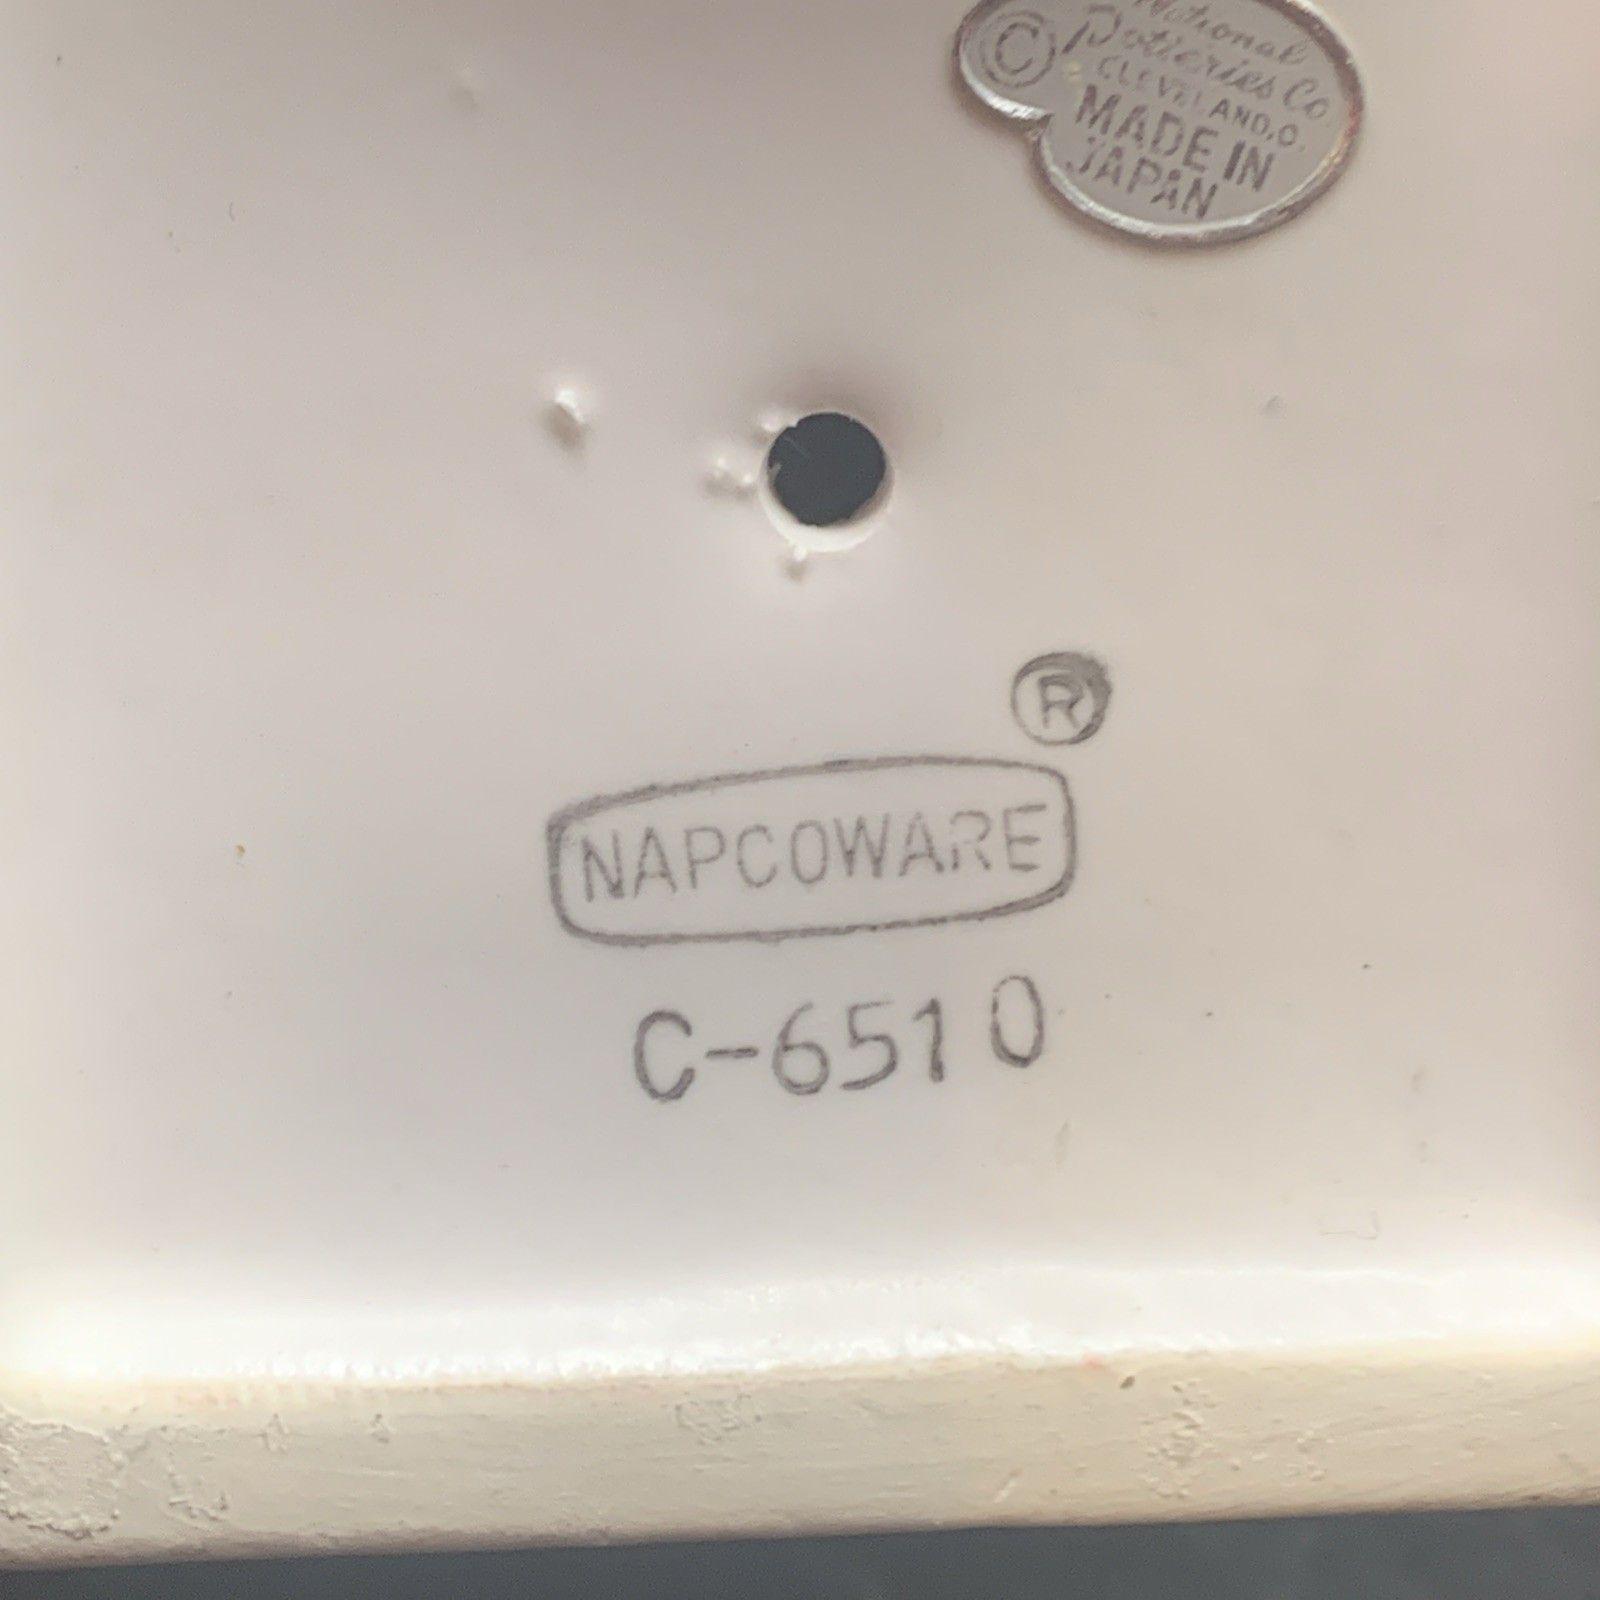 National
© Potteries Co.
CLEVELAND, O.
MADE IN
JAPAN
®
NAPCOWARE
C-6510